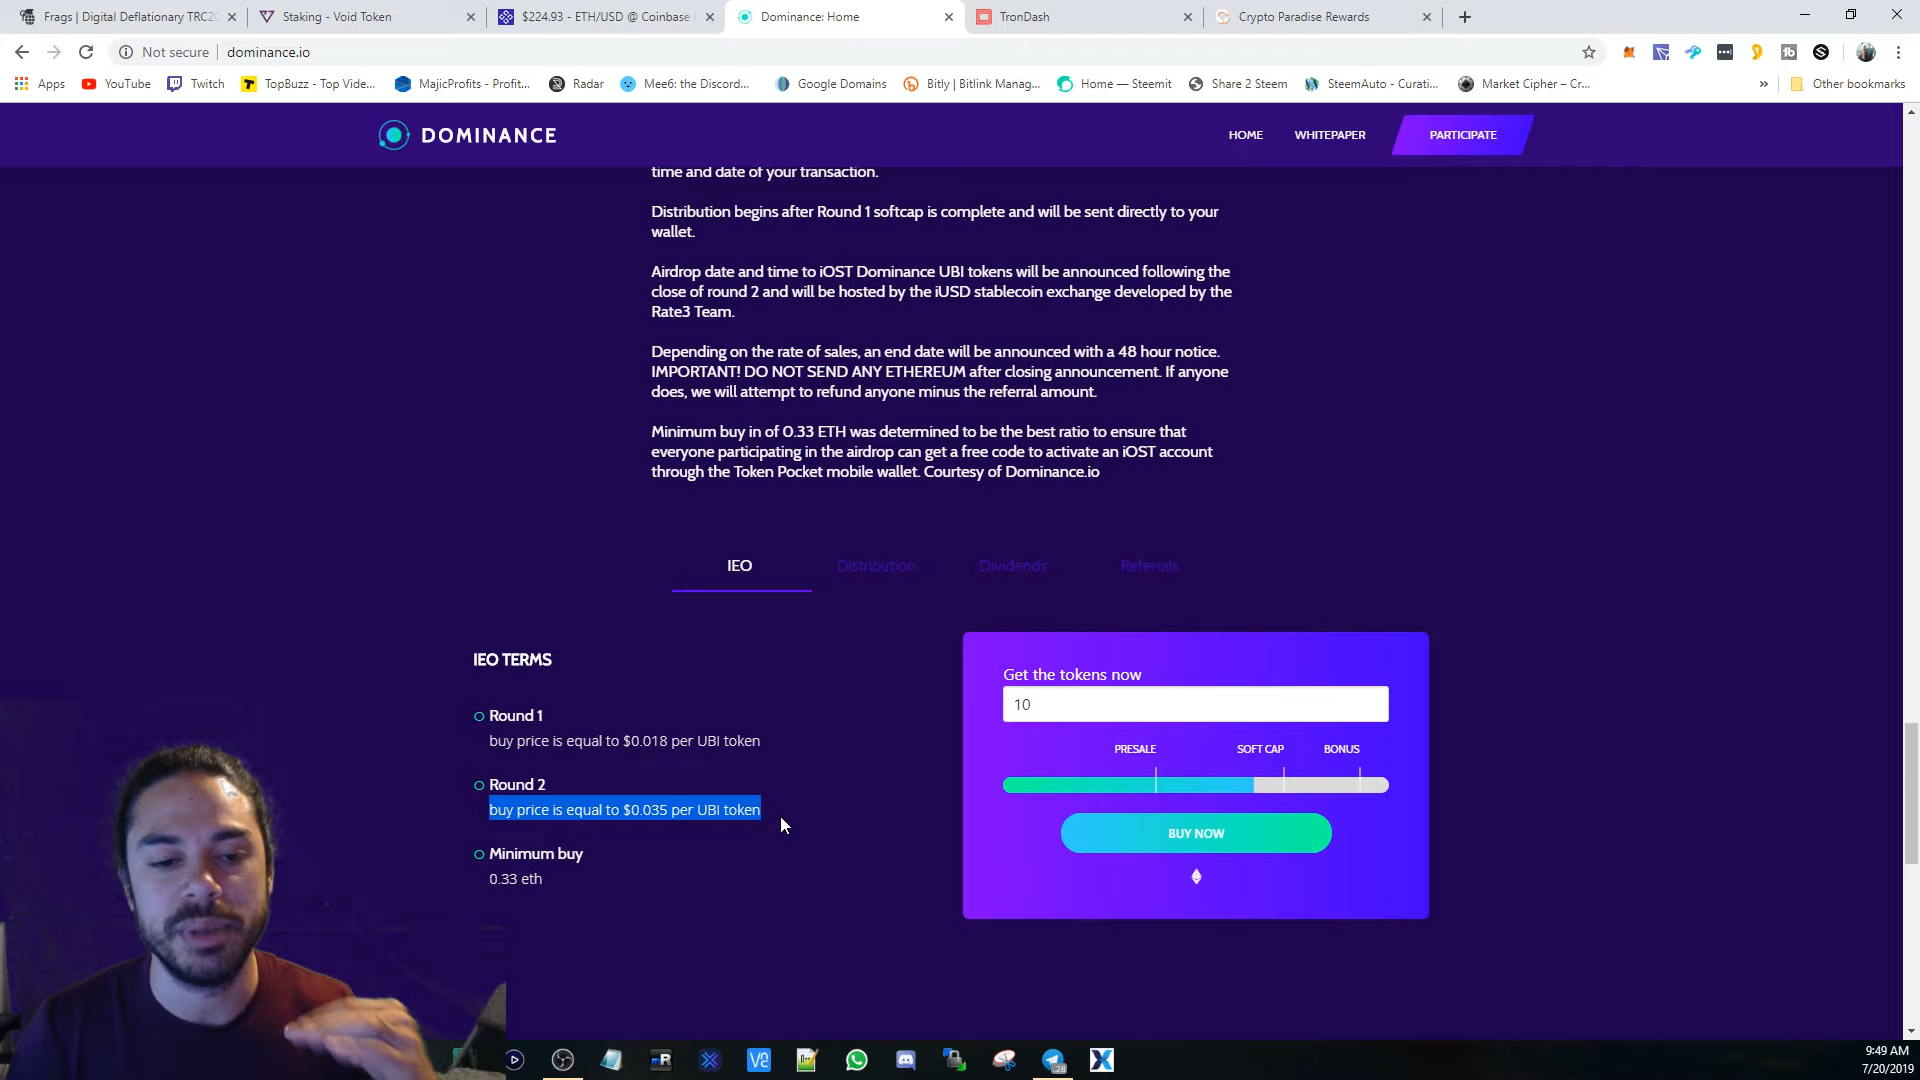 Frags | Digital Deflationary TRC2
Staking - Void Token
$224.93 - ETH/USD @ Coinbase
Dominance: Home
TronDash
Crypto Paradise Rewards
Not secure
dominance.io
Apps
YouTube
Twitch
TopBuzz - Top Vide...
MajicProfits - Profit...
Radar
Mee6: the Discord...
Google Domains
Bitly | Bitlink Manag...
Home — Steemit
Share 2 Steem
SteemAuto - Curati...
Market Cipher – Cr...
»
Other bookmarks
DOMINANCE
HOME
WHITEPAPER
PARTICIPATE
time and date of your transaction.
Distribution begins after Round 1 softcap is complete and will be sent directly to your
wallet.
Airdrop date and time to iOST Dominance UBI tokens will be announced following the
close of round 2 and will be hosted by the iUSD stablecoin exchange developed by the
Rate3 Team.
Depending on the rate of sales, an end date will be announced with a 48 hour notice.
IMPORTANT! DO NOT SEND ANY ETHEREUM after closing announcement. If anyone
does, we will attempt to refund anyone minus the referral amount.
Minimum buy in of 0.33 ETH was determined to be the best ratio to ensure that
everyone participating in the airdrop can get a free code to activate an iOST account
through the Token Pocket mobile wallet. Courtesy of Dominance.io
IEO
Distribution
Dividends
Referrals
IEO TERMS
Round 1
buy price is equal to $0.018 per UBI token
Round 2
buy price is equal to $0.035 per UBI token
Minimum buy
0.33 eth
Get the tokens now
10
PRESALE
SOFT CAP
BONUS
BUY NOW
9:49 AM
7/20/2019